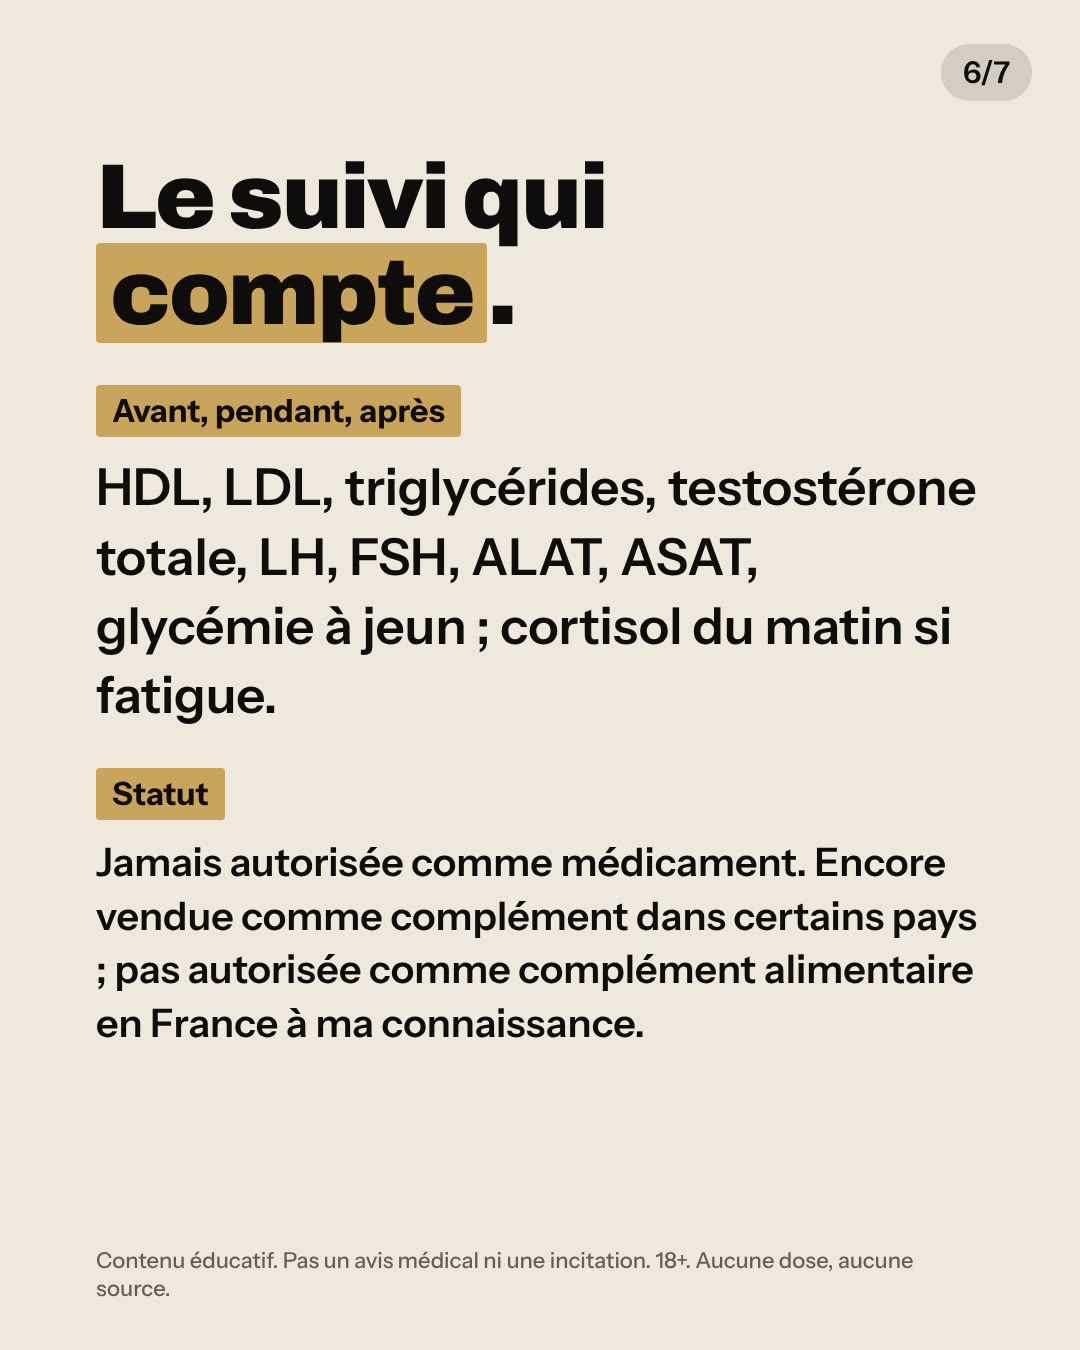 6/7
Le suivi qui
compte.
Avant, pendant, après
HDL, LDL, triglycérides, testostérone
totale, LH, FSH, ALAT, ASAT,
glycémie à jeun ; cortisol du matin si
fatigue.
Statut
Jamais autorisée comme médicament. Encore
vendue comme complément dans certains pays
; pas autorisée comme complément alimentaire
en France à ma connaissance.
Contenu éducatif. Pas un avis médical ni une incitation. 18+. Aucune dose, aucune
source.